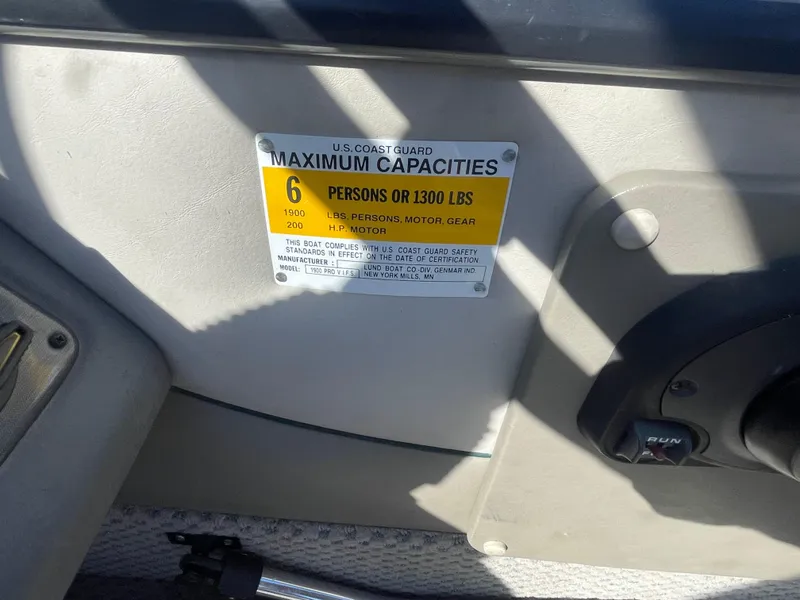 U.S. COAST GUARD
MAXIMUM CAPACITIES
6 PERSONS OR 1300 LBS
1900 LBS. PERSONS, MOTOR, GEAR
200 H.P. MOTOR
THIS BOAT COMPLIES WITH U.S. COAST GUARD SAFETY
STANDARDS IN EFFECT ON THE DATE OF CERTIFICATION.
MANUFACTURER : LUND BOAT CO-DIV. GENMAR IND.
MODEL: 1900 PRO V I.F.S. NEW YORK MILLS, MN
RUN